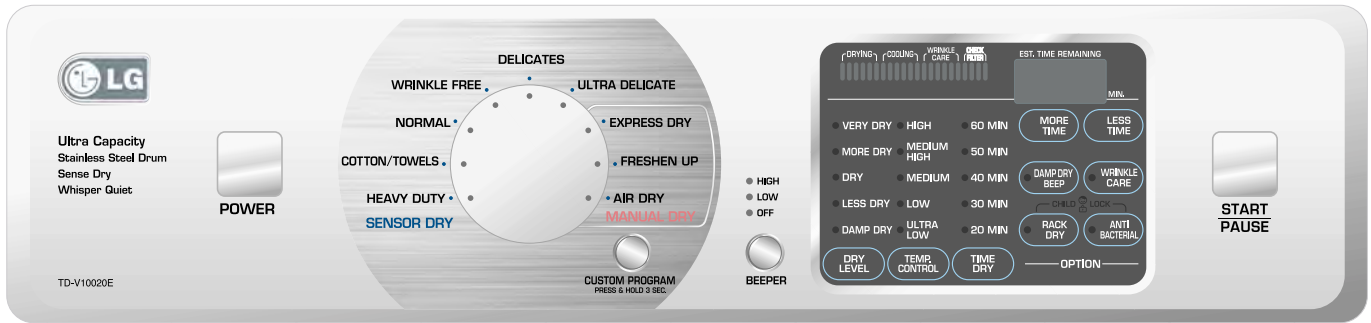 LG
Ultra Capacity
Stainless Steel Drum
Sense Dry
Whisper Quiet
TD-V10020E
POWER
DELICATES
WRINKLE FREE
ULTRA DELICATE
NORMAL
EXPRESS DRY
COTTON/TOWELS
FRESHEN UP
HEAVY DUTY
AIR DRY
SENSOR DRY
MANUAL DRY
CUSTOM PROGRAM
PRESS & HOLD 3 SEC.
HIGH
LOW
OFF
BEEPER
DRYING
COOLING
WRINKLE
CARE
CHECK
FILTER
EST. TIME REMAINING
MIN.
VERY DRY
HIGH
60 MIN
MORE DRY
MEDIUM
HIGH
50 MIN
DRY
MEDIUM
40 MIN
LESS DRY
LOW
30 MIN
DAMP DRY
ULTRA
LOW
20 MIN
DRY
LEVEL
TEMP.
CONTROL
TIME
DRY
MORE
TIME
LESS
TIME
DAMP DRY
BEEP
WRINKLE
CARE
CHILD LOCK
RACK
DRY
ANTI
BACTERIAL
OPTION
START
PAUSE